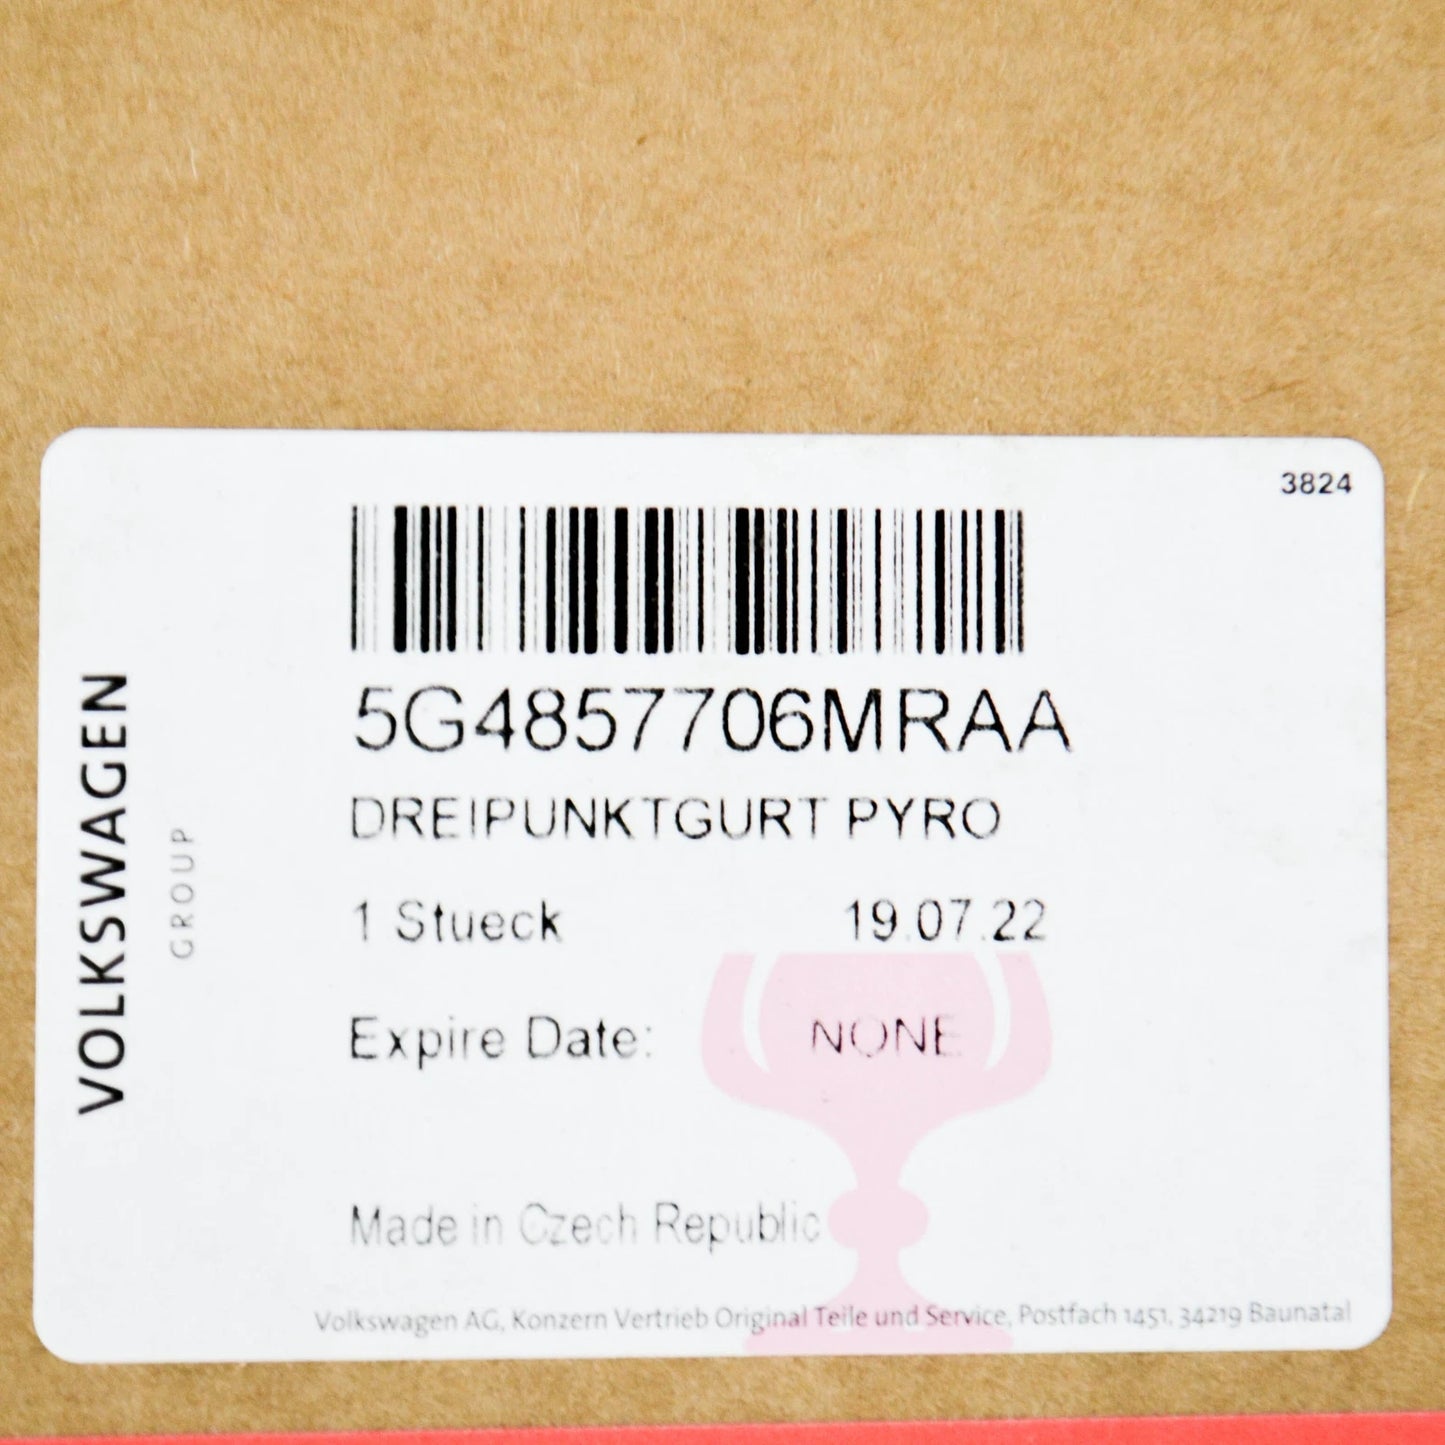 3824
VOLKSWAGEN
GROUP
5G4857706MRAA
DREIPUNKTGURT PYRO
1 Stueck 19.07.22
Expire Date: NONE
Made in Czech Republic
Volkswagen AG, Konzern Vertrieb Original Teile und Service, Postfach 1451, 34219 Baunatal